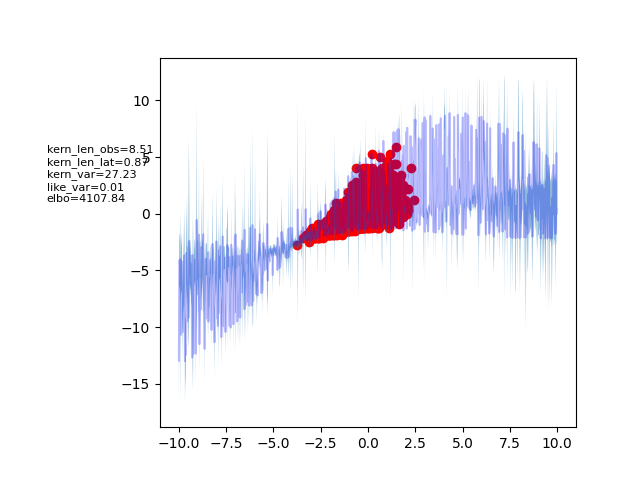 10
kern_len_obs=8.51
5
kern_len_lat=0.87
kern_var=27.23
like_var=0.01
elbo=4107.84
0
−5
−10
−15
−10.0 −7.5 −5.0 −2.5 0.0 2.5 5.0 7.5 10.0